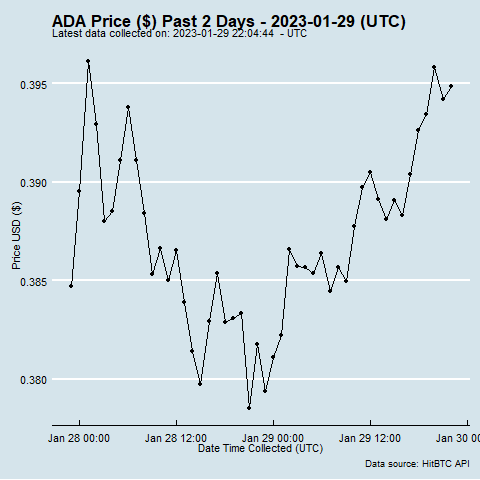 ADA Price ($) Past 2 Days - 2023-01-29 (UTC)
Latest data collected on: 2023-01-29 22:04:44 - UTC
0.395
0.390
0.385
0.380
Price USD ($)
Jan 28 00:00 Jan 28 12:00 Jan 29 00:00 Jan 29 12:00 Jan 30 00
Date Time Collected (UTC)
Data source: HitBTC API